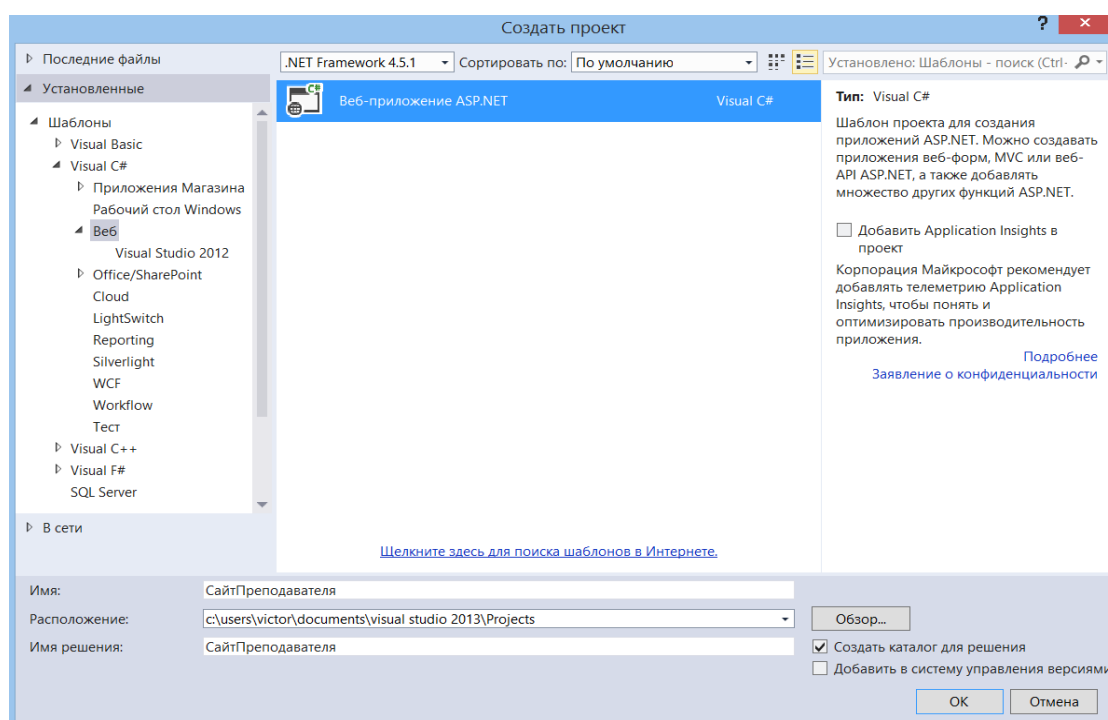 Создать проект
?
Последние файлы
.NET Framework 4.5.1
Сортировать по:
По умолчанию
Установлено: Шаблоны - поиск (Ctrl-
Установленные
Шаблоны
Visual Basic
Visual C#
Приложения Магазина
Рабочий стол Windows
Веб
Visual Studio 2012
Office/SharePoint
Cloud
LightSwitch
Reporting
Silverlight
WCF
Workflow
Тест
Visual C++
Visual F#
SQL Server
В сети
C#
Веб-приложение ASP.NET
Visual C#
Щелкните здесь для поиска шаблонов в Интернете.
Тип: Visual C#
Шаблон проекта для создания
приложений ASP.NET. Можно создавать
приложения веб-форм, MVC или веб-
API ASP.NET, а также добавлять
множество других функций ASP.NET.
Добавить Application Insights в
проект
Корпорация Майкрософт рекомендует
добавлять телеметрию Application
Insights, чтобы понять и
оптимизировать производительность
приложения.
Подробнее
Заявление о конфиденциальности
Имя:
СайтПреподавателя
Расположение:
c:\users\victor\documents\visual studio 2013\Projects
Обзор...
Имя решения:
СайтПреподавателя
Создать каталог для решения
Добавить в систему управления версиями
ОК
Отмена